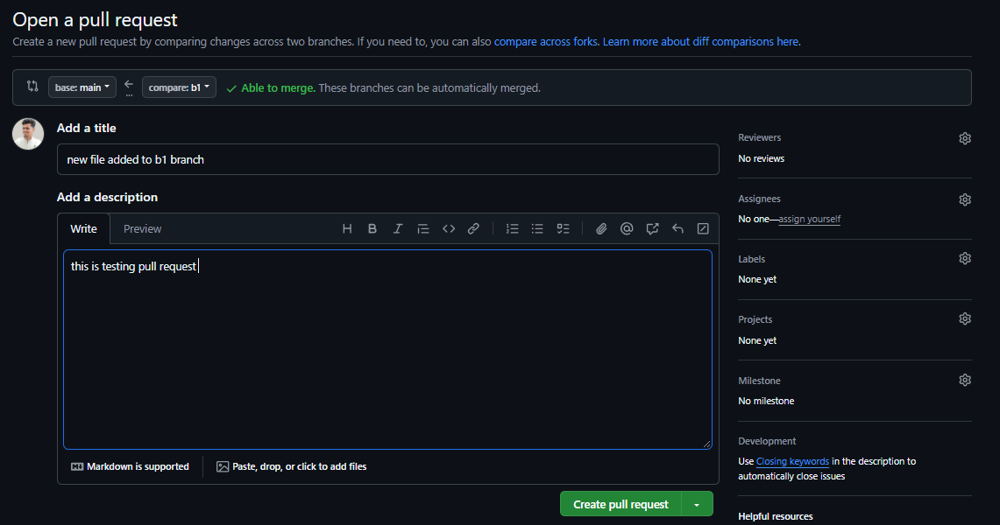 Open a pull request
Create a new pull request by comparing changes across two branches. If you need to, you can also compare across forks. Learn more about diff comparisons here.
base: main
compare: b1
Able to merge. These branches can be automatically merged.
Add a title
new file added to b1 branch
Add a description
Write
Preview
H B I
this is testing pull request
Markdown is supported
Paste, drop, or click to add files
Create pull request
Reviewers
No reviews
Assignees
No one—assign yourself
Labels
None yet
Projects
None yet
Milestone
No milestone
Development
Use Closing keywords in the description to
automatically close issues
Helpful resources